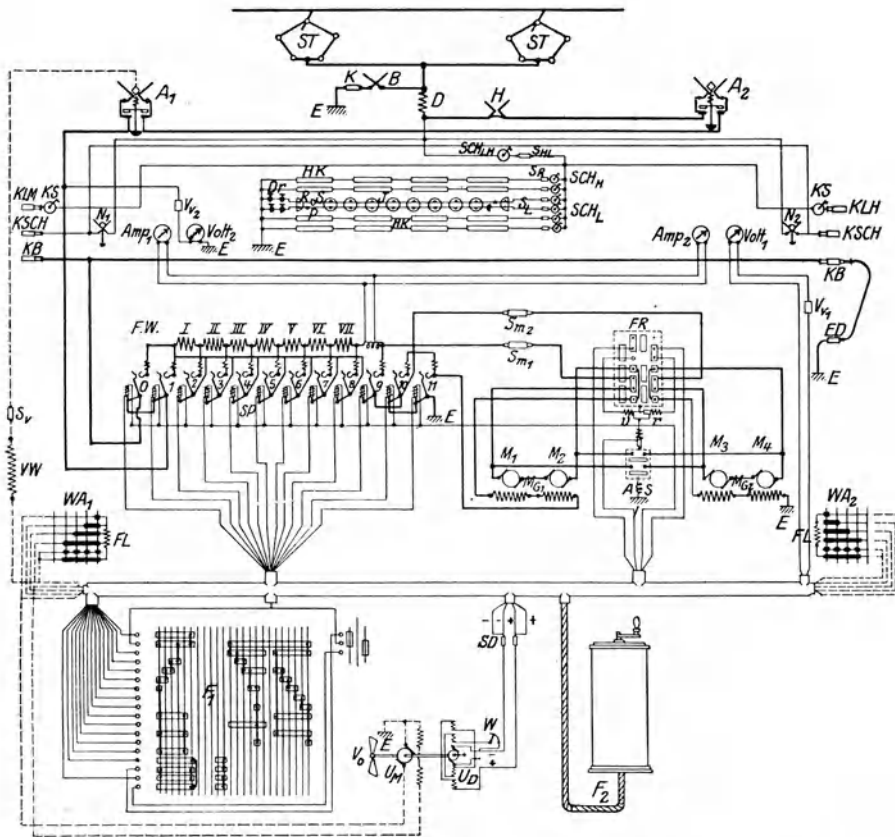 ST ST
K B
E D H
A1 A2
SCHLH SHL
HK SR SCHH
KLM KS KS KLH
Dr R S J SL SCHL
P
KSCH N1 Vv2 N2 KSCH
HK
Amp1 Volt2 E E Amp2 Volt1
KB KB
Vv1
F.W. I II III IV V VI VII Sm2 FR ED
Sm1
E
0 1 2 3 4 5 6 7 8 9 10 11
SP E
Sv v r
M1 M2 M3 M4
VW MG1 A S MG2
E
WA1 WA2
FL FL
- - + +
SD
F1
W
E
Vo UM UD - +
F2